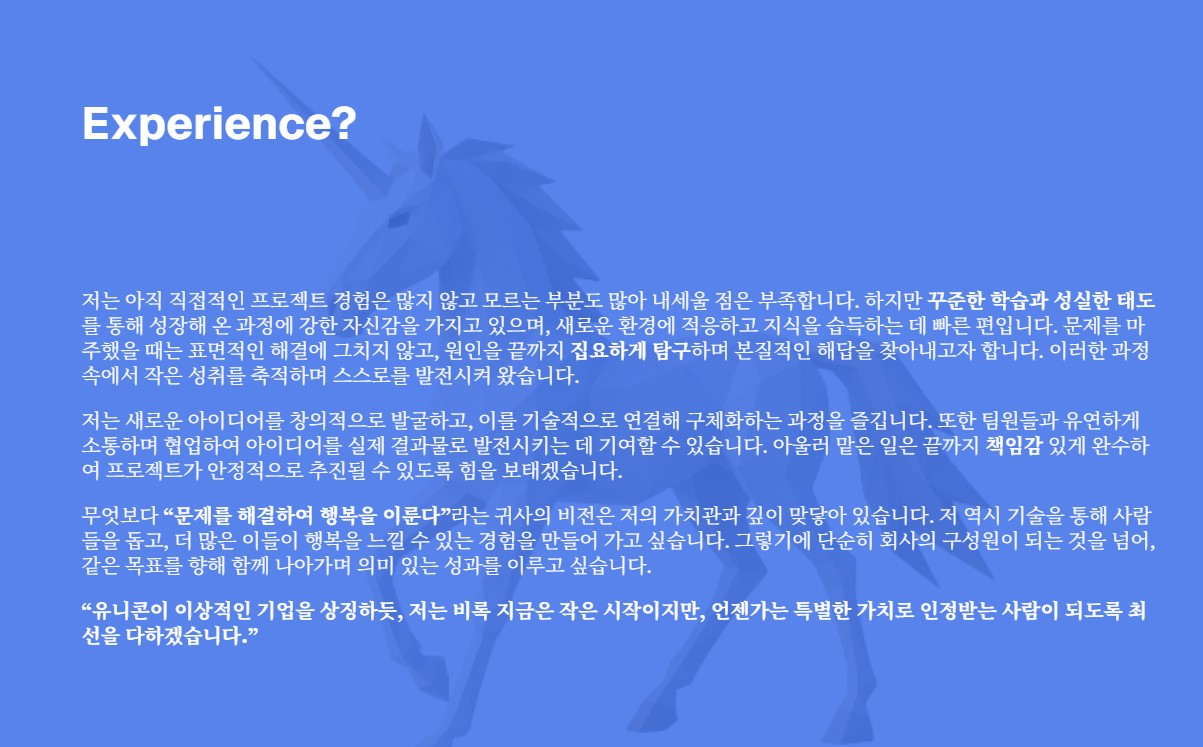 Experience?
저는 아직 직접적인 프로젝트 경험은 많지 않고 모르는 부분도 많아 내세울 점은 부족합니다. 하지만 꾸준한 학습과 성실한 태도
를 통해 성장해 온 과정에 강한 자신감을 가지고 있으며, 새로운 환경에 적응하고 지식을 습득하는 데 빠른 편입니다. 문제를 마
주했을 때는 표면적인 해결에 그치지 않고, 원인을 끝까지 집요하게 탐구하며 본질적인 해답을 찾아내고자 합니다. 이러한 과정
속에서 작은 성취를 축적하며 스스로를 발전시켜 왔습니다.
저는 새로운 아이디어를 창의적으로 발굴하고, 이를 기술적으로 연결해 구체화하는 과정을 즐깁니다. 또한 팀원들과 유연하게
소통하며 협업하여 아이디어를 실제 결과물로 발전시키는 데 기여할 수 있습니다. 아울러 맡은 일은 끝까지 책임감 있게 완수하
여 프로젝트가 안정적으로 추진될 수 있도록 힘을 보태겠습니다.
무엇보다 “문제를 해결하여 행복을 이룬다”라는 귀사의 비전은 저의 가치관과 깊이 맞닿아 있습니다. 저 역시 기술을 통해 사람
들을 돕고, 더 많은 이들이 행복을 느낄 수 있는 경험을 만들어 가고 싶습니다. 그렇기에 단순히 회사의 구성원이 되는 것을 넘어,
같은 목표를 향해 함께 나아가며 의미 있는 성과를 이루고 싶습니다.
“유니콘이 이상적인 기업을 상징하듯, 저는 비록 지금은 작은 시작이지만, 언젠가는 특별한 가치로 인정받는 사람이 되도록 최
선을 다하겠습니다.”